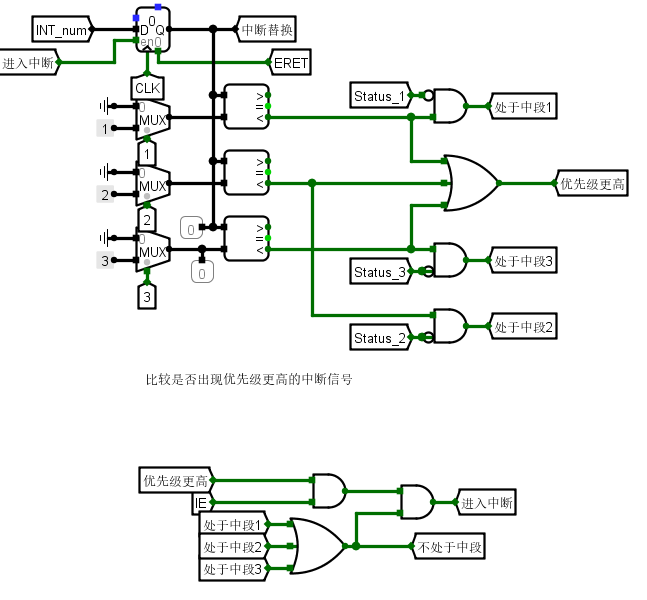 INT_num
0
D Q
en 0
中断替换
进入中断
ERET
CLK
0
MUX
1
>
=
<
Status_1
处于中段1
1
0
MUX
2
>
=
<
优先级更高
2
0
0
MUX
3
>
=
<
处于中段3
Status_3
0
3
处于中段2
Status_2
比较是否出现优先级更高的中断信号
优先级更高
IE
进入中断
处于中段1
处于中段2
不处于中段
处于中段3